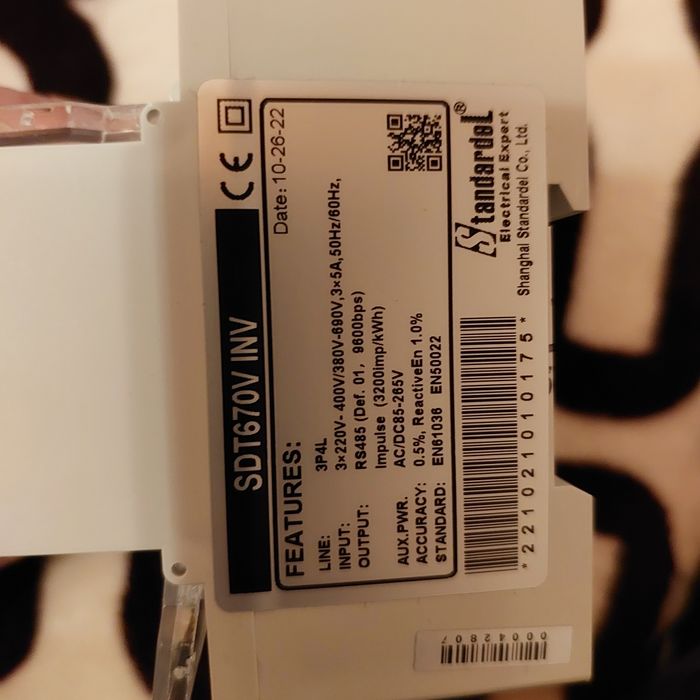 SDT670V INV
CE
FEATURES:
Date: 10-26-22
LINE: 3P4L
INPUT: 3×220V- 400V/380V-690V,3×5A,50Hz/60Hz,
OUTPUT: RS485 (Def. 01, 9600bps)
Impulse (3200imp/kWh)
AUX.PWR. AC/DC85-265V
ACCURACY: 0.5%, ReactiveEn 1.0%
STANDARD: EN61036 EN50022
*221021010175*
Standardel®
Electrical Expert
Shanghai Standardel Co., Ltd.
00042807